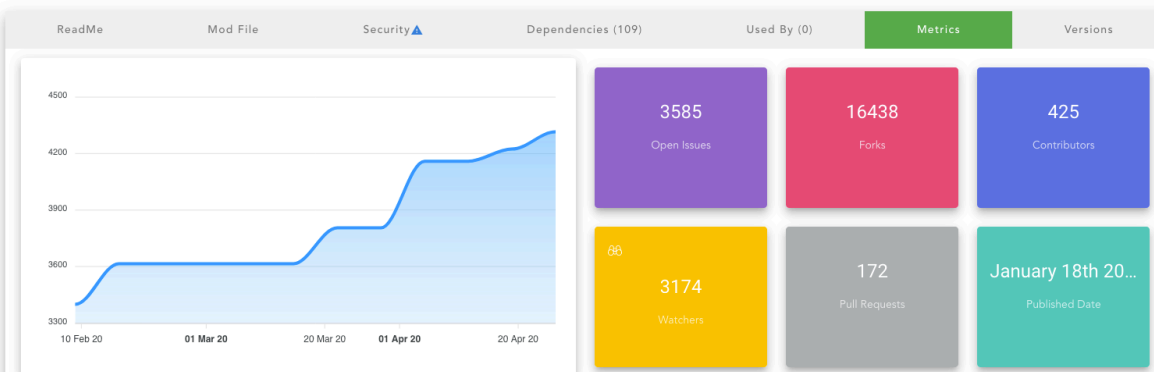 ReadMe Mod File Security Dependencies (109) Used By (0) Metrics Versions
4500
4200
3900
3600
3300
10 Feb 20 01 Mar 20 20 Mar 20 01 Apr 20 20 Apr 20
3585
Open Issues
16438
Forks
425
Contributors
3174
Watchers
172
Pull Requests
January 18th 20...
Published Date